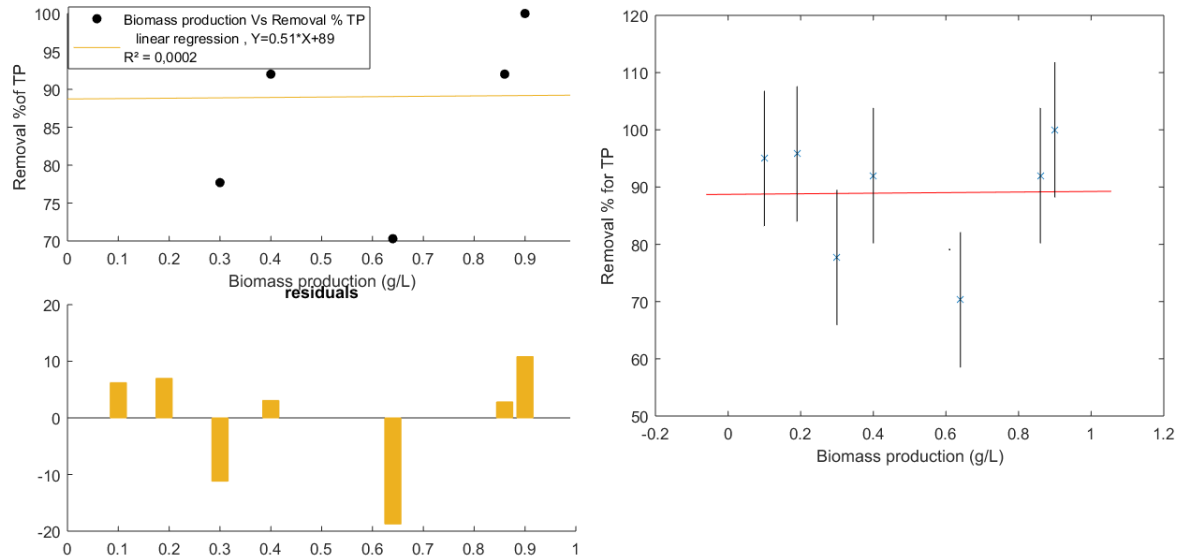 100
95
90
85
80
75
70
Removal %of TP
Biomass production Vs Removal % TP
linear regression , Y=0.51*X+89
R² = 0,0002
0 0.1 0.2 0.3 0.4 0.5 0.6 0.7 0.8 0.9
Biomass production (g/L)
residuals
20
10
0
-10
-20
0 0.1 0.2 0.3 0.4 0.5 0.6 0.7 0.8 0.9 1
120
110
100
90
80
70
60
50
Removal % for TP
-0.2 0 0.2 0.4 0.6 0.8 1 1.2
Biomass production (g/L)